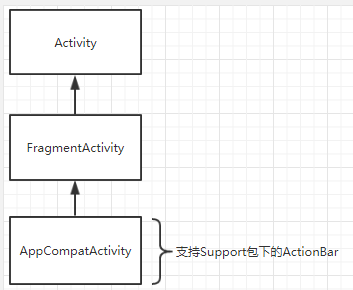 Activity
FragmentActivity
AppCompatActivity
支持Support包下的ActionBar